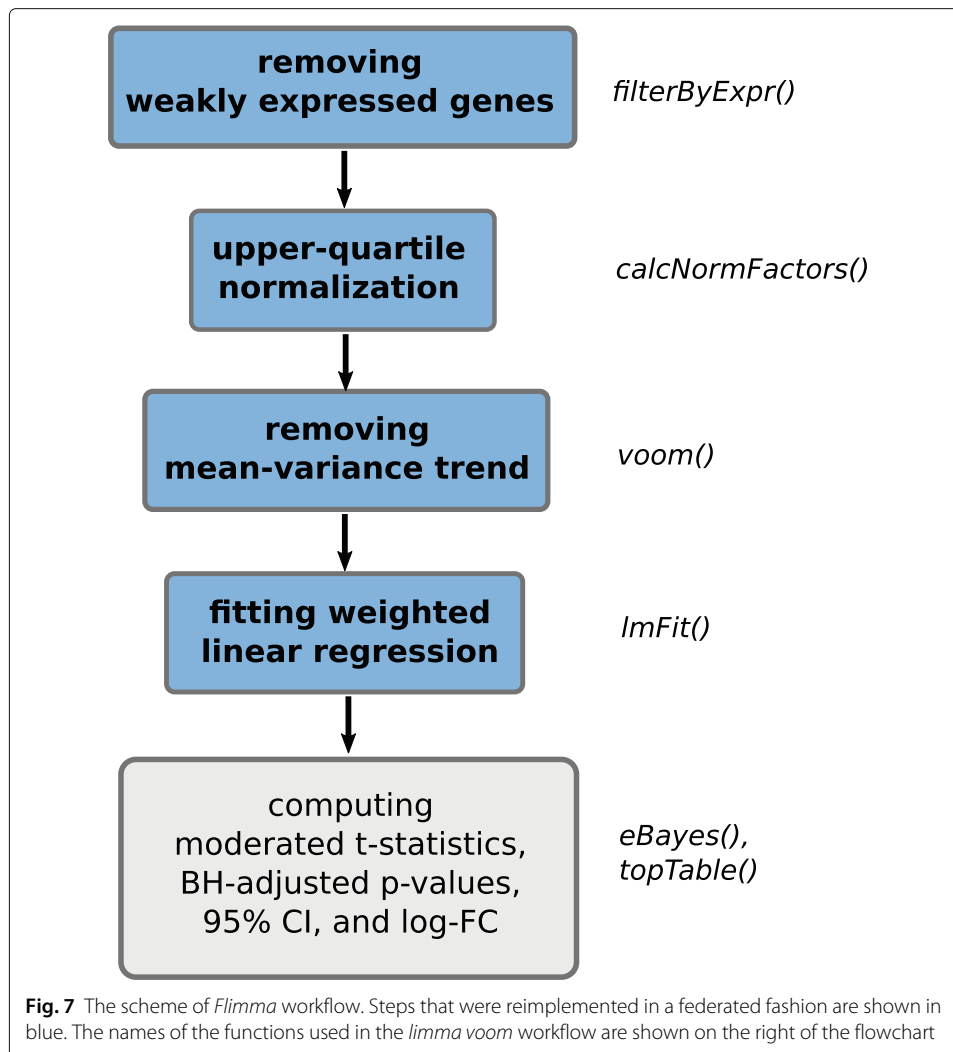 removing
weakly expressed genes
filterByExpr()
upper-quartile
normalization
calcNormFactors()
removing
mean-variance trend
voom()
fitting weighted
linear regression
lmFit()
computing
moderated t-statistics,
BH-adjusted p-values,
95% CI, and log-FC
eBayes(),
topTable()
Fig. 7 The scheme of Flimma workflow. Steps that were reimplemented in a federated fashion are shown in
blue. The names of the functions used in the limma voom workflow are shown on the right of the flowchart